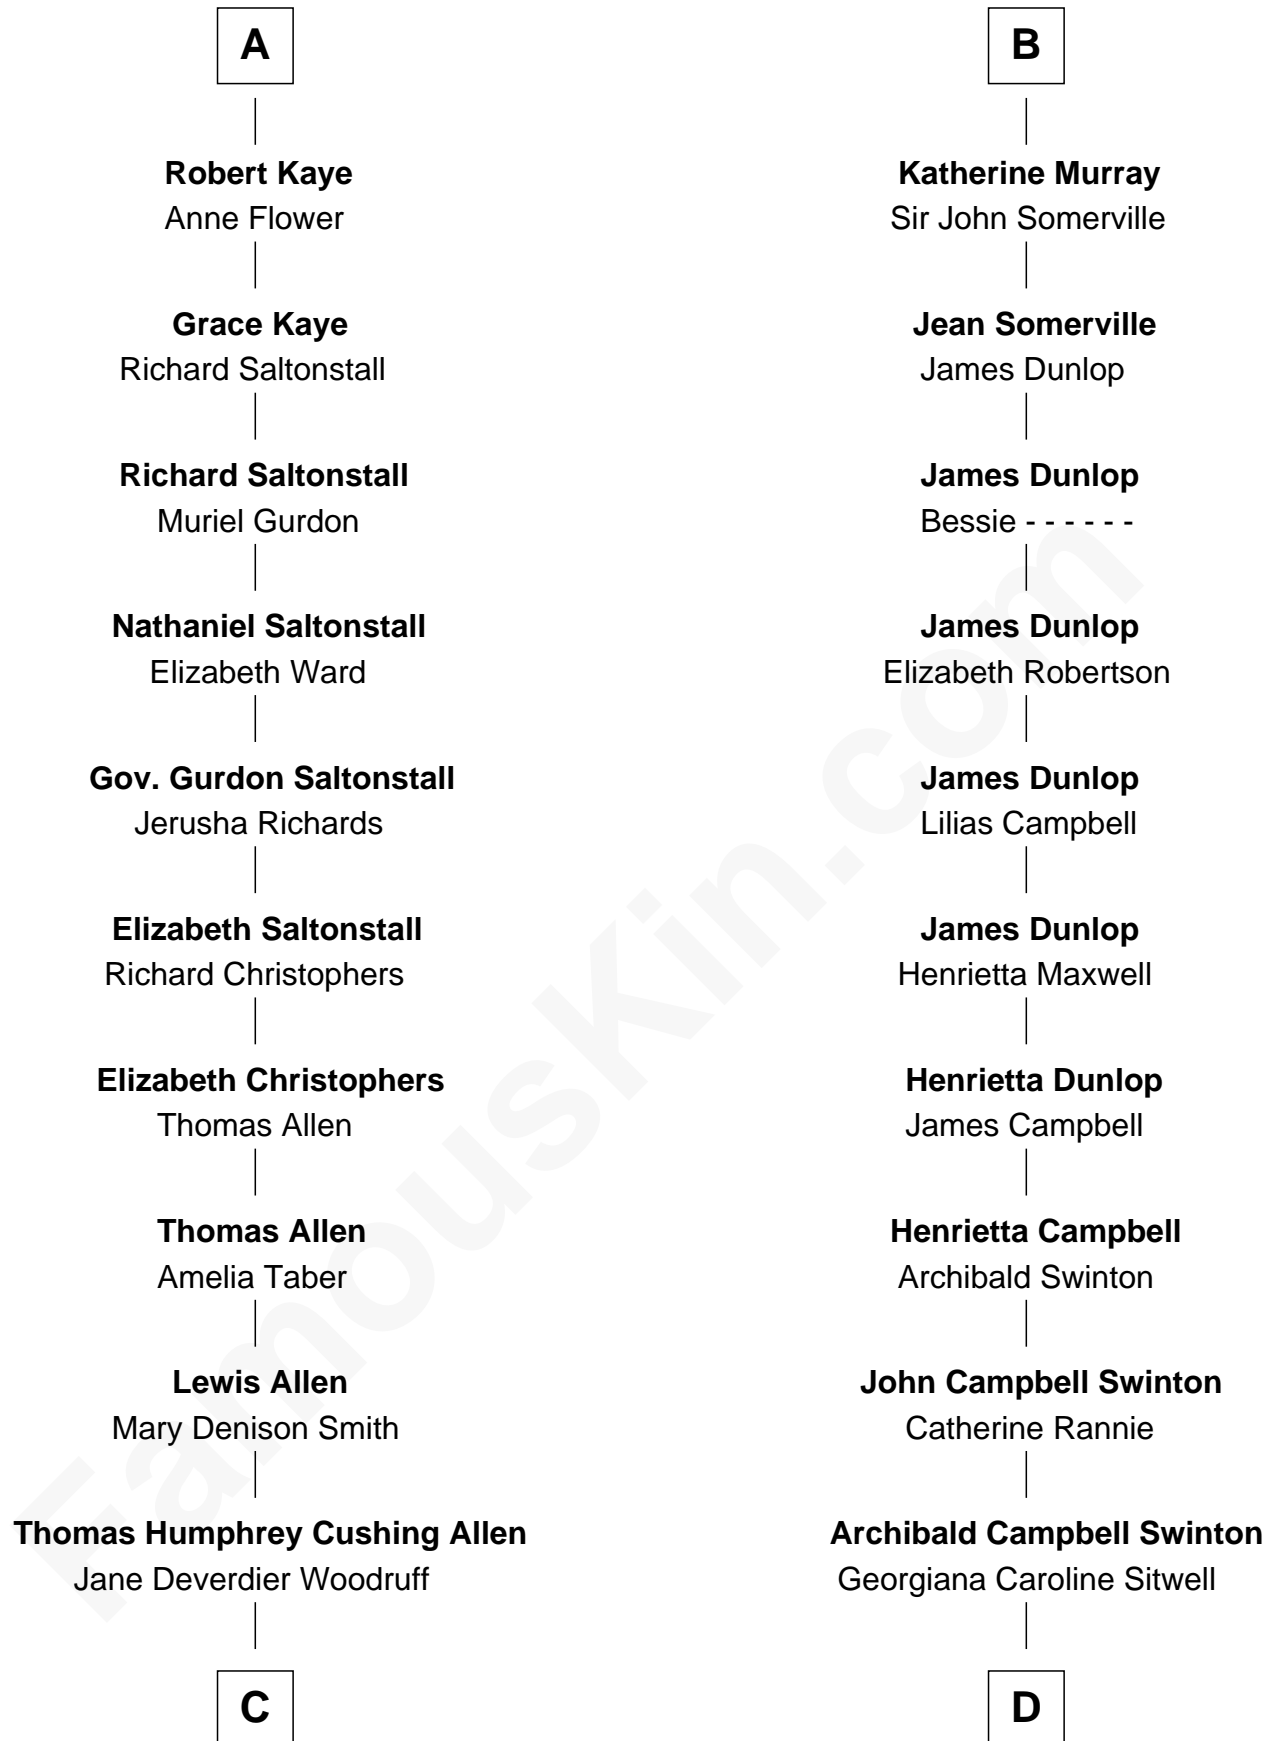 A
Robert Kaye
Anne Flower
Grace Kaye
Richard Saltonstall
Richard Saltonstall
Muriel Gurdon
Nathaniel Saltonstall
Elizabeth Ward
Gov. Gurdon Saltonstall
Jerusha Richards
Elizabeth Saltonstall
Richard Christophers
Elizabeth Christophers
Thomas Allen
Thomas Allen
Amelia Taber
Lewis Allen
Mary Denison Smith
Thomas Humphrey Cushing Allen
Jane Deverdier Woodruff
C
B
Katherine Murray
Sir John Somerville
Jean Somerville
James Dunlop
James Dunlop
Bessie - - - - - -
James Dunlop
Elizabeth Robertson
James Dunlop
Lilias Campbell
James Dunlop
Henrietta Maxwell
Henrietta Dunlop
James Campbell
Henrietta Campbell
Archibald Swinton
John Campbell Swinton
Catherine Rannie
Archibald Campbell Swinton
Georgiana Caroline Sitwell
D
FamousKin.com